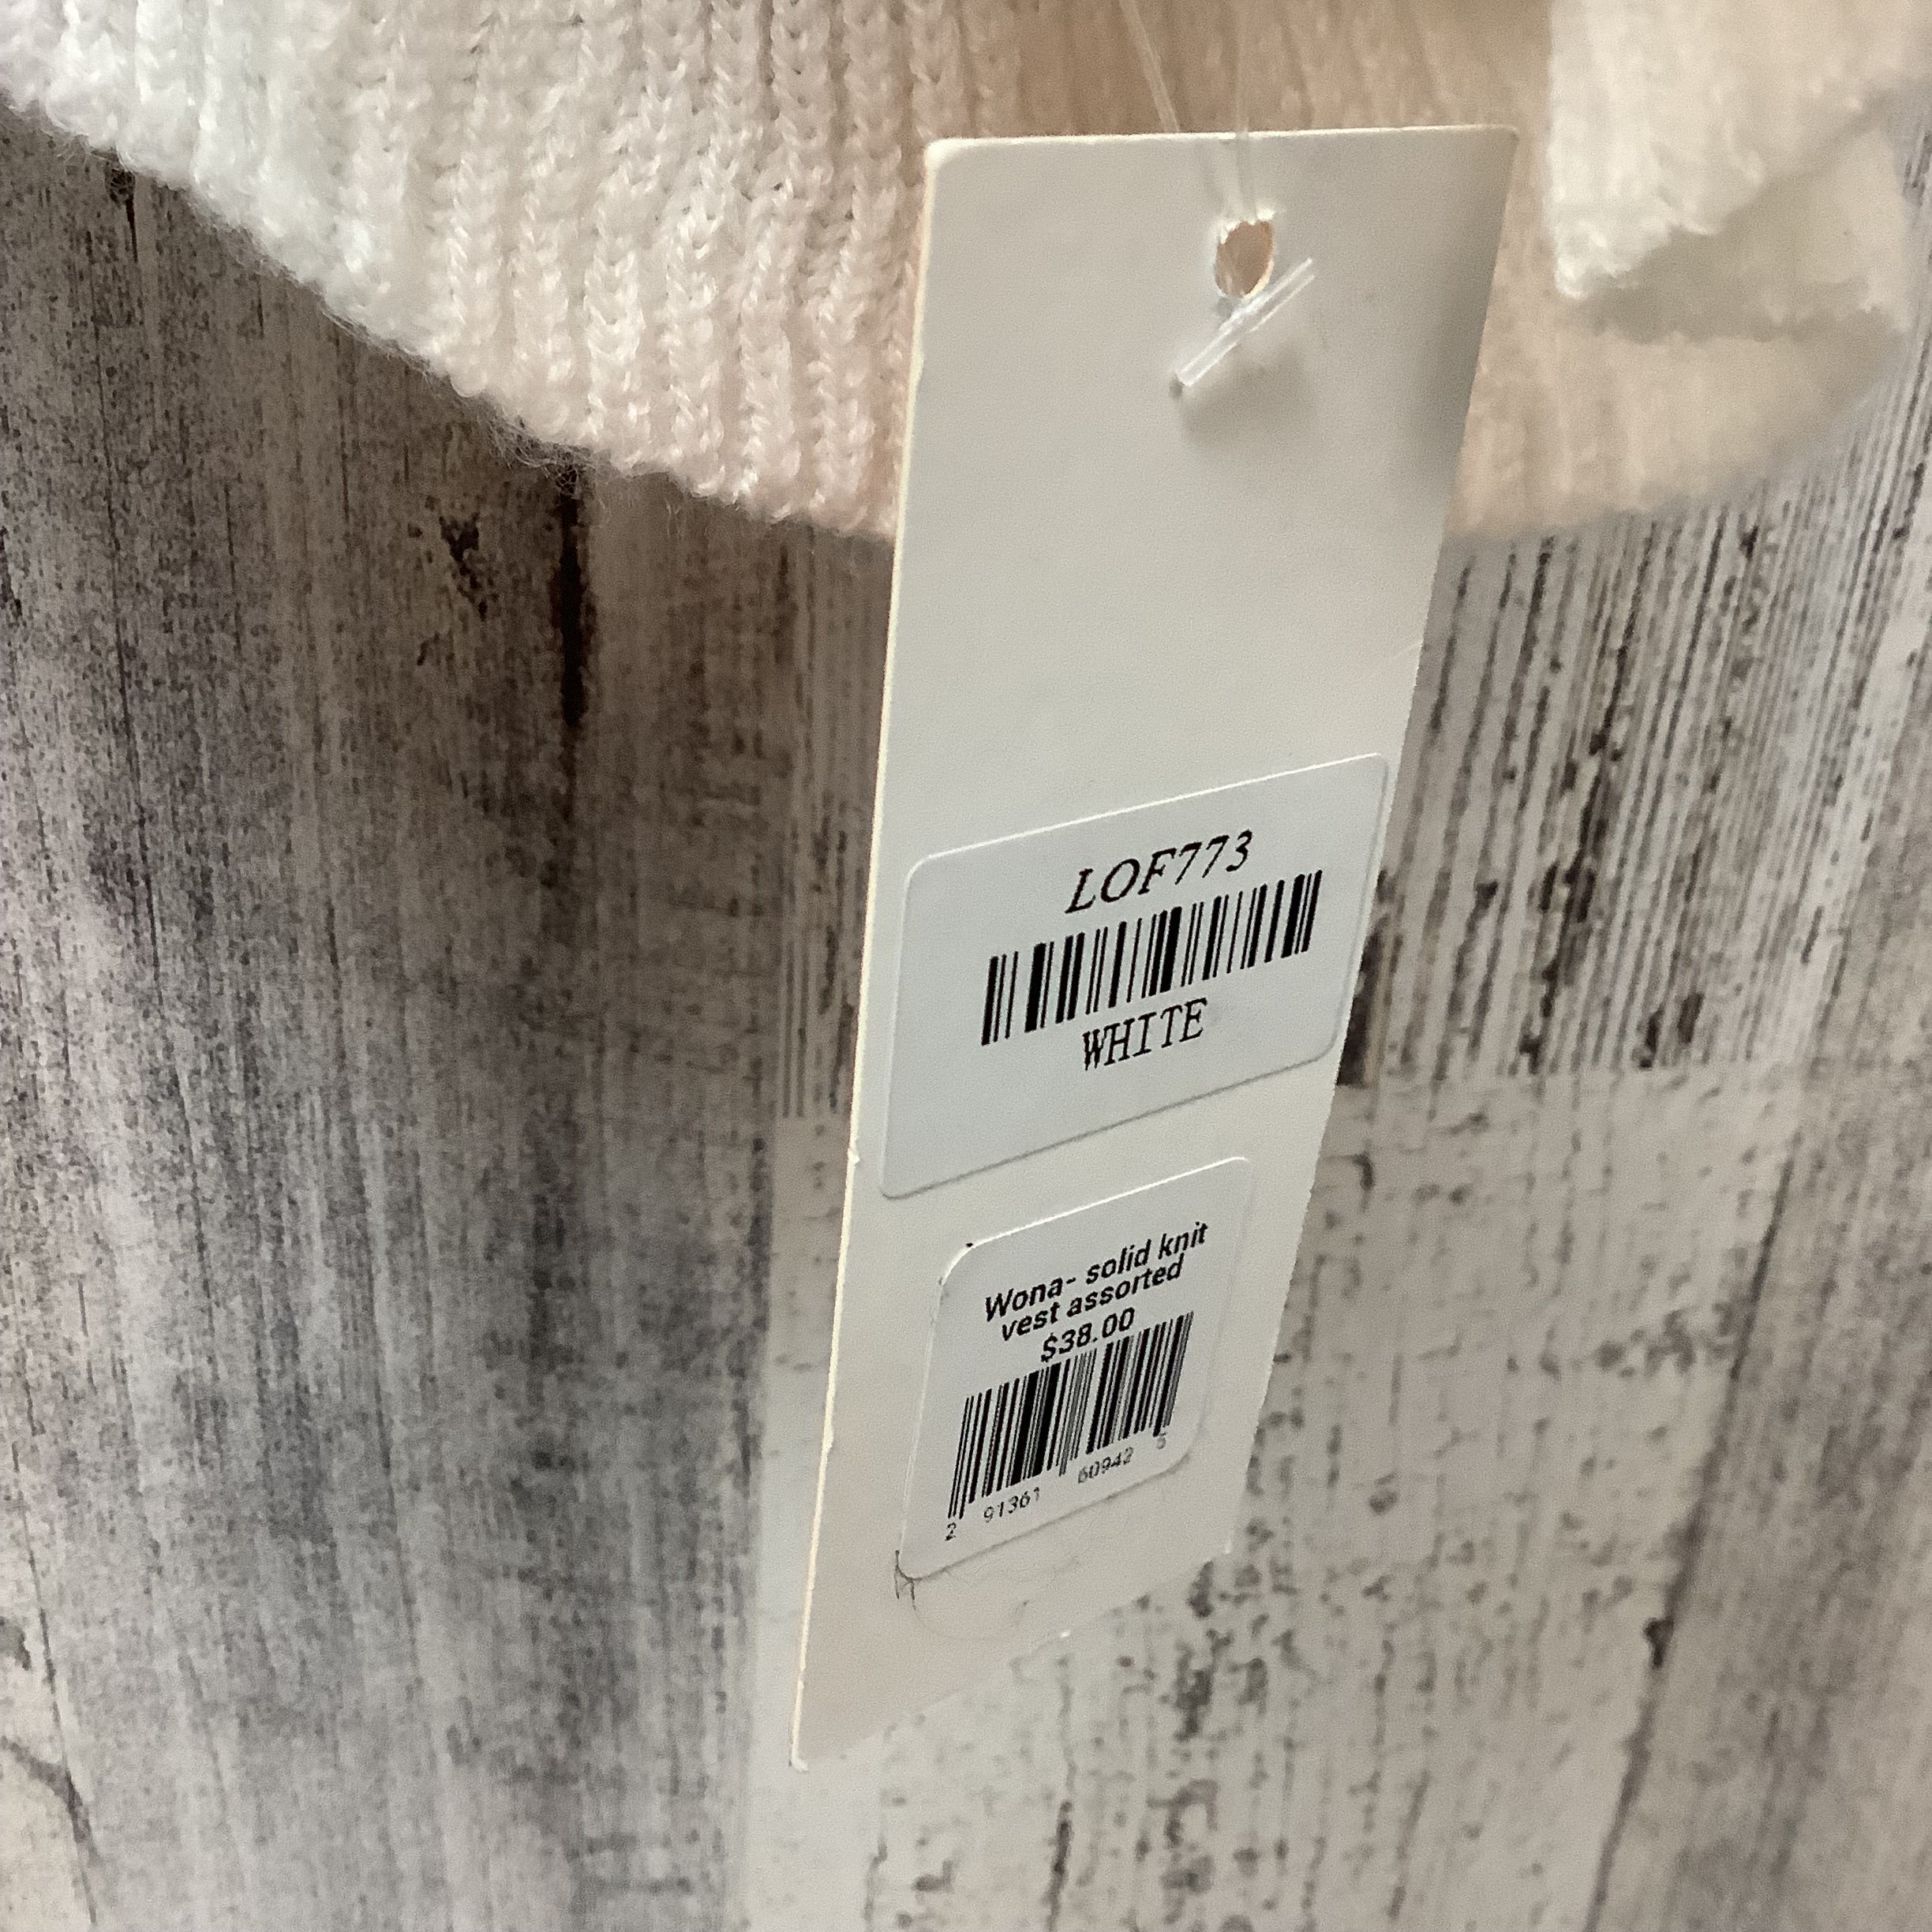 LOF773
WHITE
Wona- solid knit
vest assorted
$38.00
2 91361 60942 5